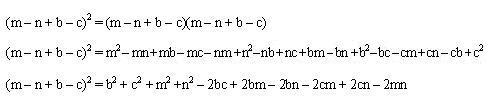 (m – n + b – c)² = (m – n + b – c)(m – n + b – c)
(m – n + b – c)² = m² – mn + mb – mc – nm + n² – nb + nc + bm – bn + b² – bc – cm + cn – cb + c²
(m – n + b – c)² = b² + c² + m² + n² – 2bc + 2bm – 2bn – 2cm + 2cn – 2mn